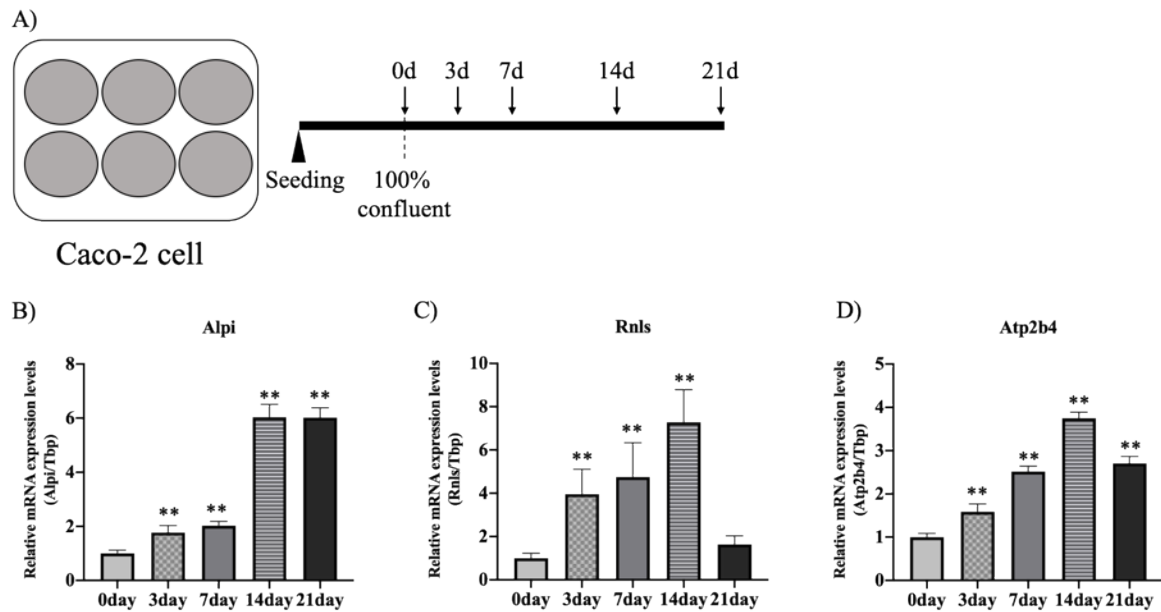 A)
0d 3d 7d 14d 21d
Seeding 100%
confluent
Caco-2 cell
B)
Alpi
Relative mRNA expression levels
(Alpi/Tbp)
8
6
4
2
0
** ** ** **
0day 3day 7day 14day 21day
C)
Rnls
Relative mRNA expression levels
(Rnls/Tbp)
10
8
6
4
2
0
** ** **
0day 3day 7day 14day 21day
D)
Atp2b4
Relative mRNA expression levels
(Atp2b4/Tbp)
5
4
3
2
1
0
** ** ** **
0day 3day 7day 14day 21day